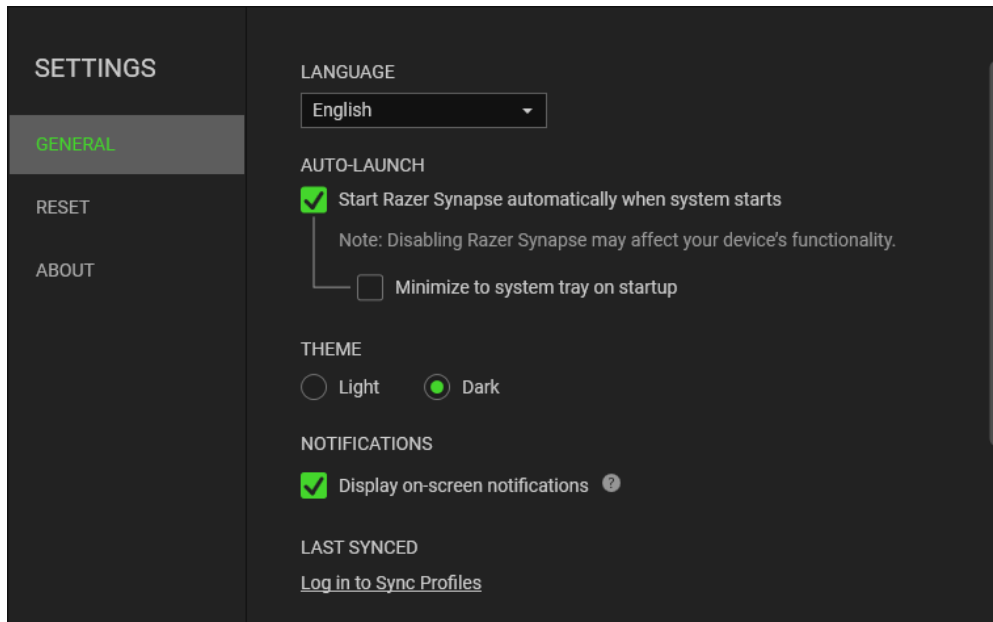 SETTINGS
GENERAL
RESET
ABOUT
LANGUAGE
English
AUTO-LAUNCH
Start Razer Synapse automatically when system starts
Note: Disabling Razer Synapse may affect your device’s functionality.
Minimize to system tray on startup
THEME
Light Dark
NOTIFICATIONS
Display on-screen notifications ?
LAST SYNCED
Log in to Sync Profiles